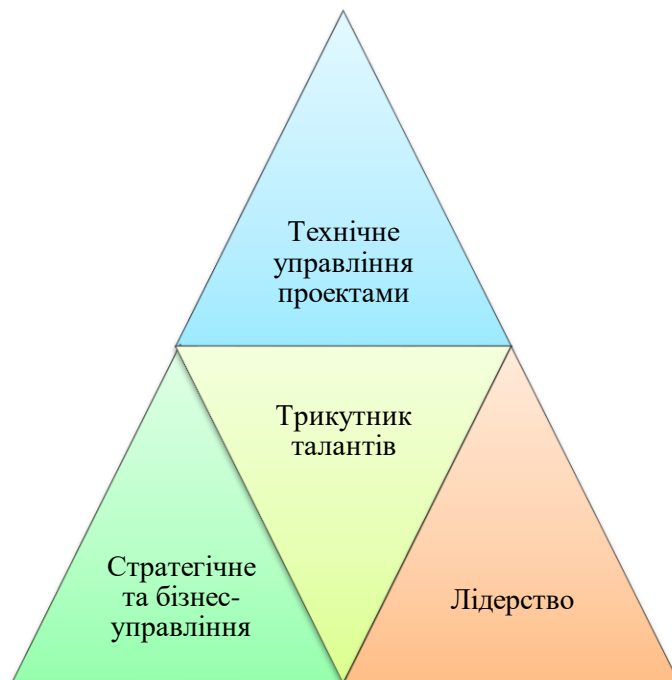 Технічне
управління
проектами
Трикутник
талантів
Стратегічне
та бізнес-
управління
Лідерство